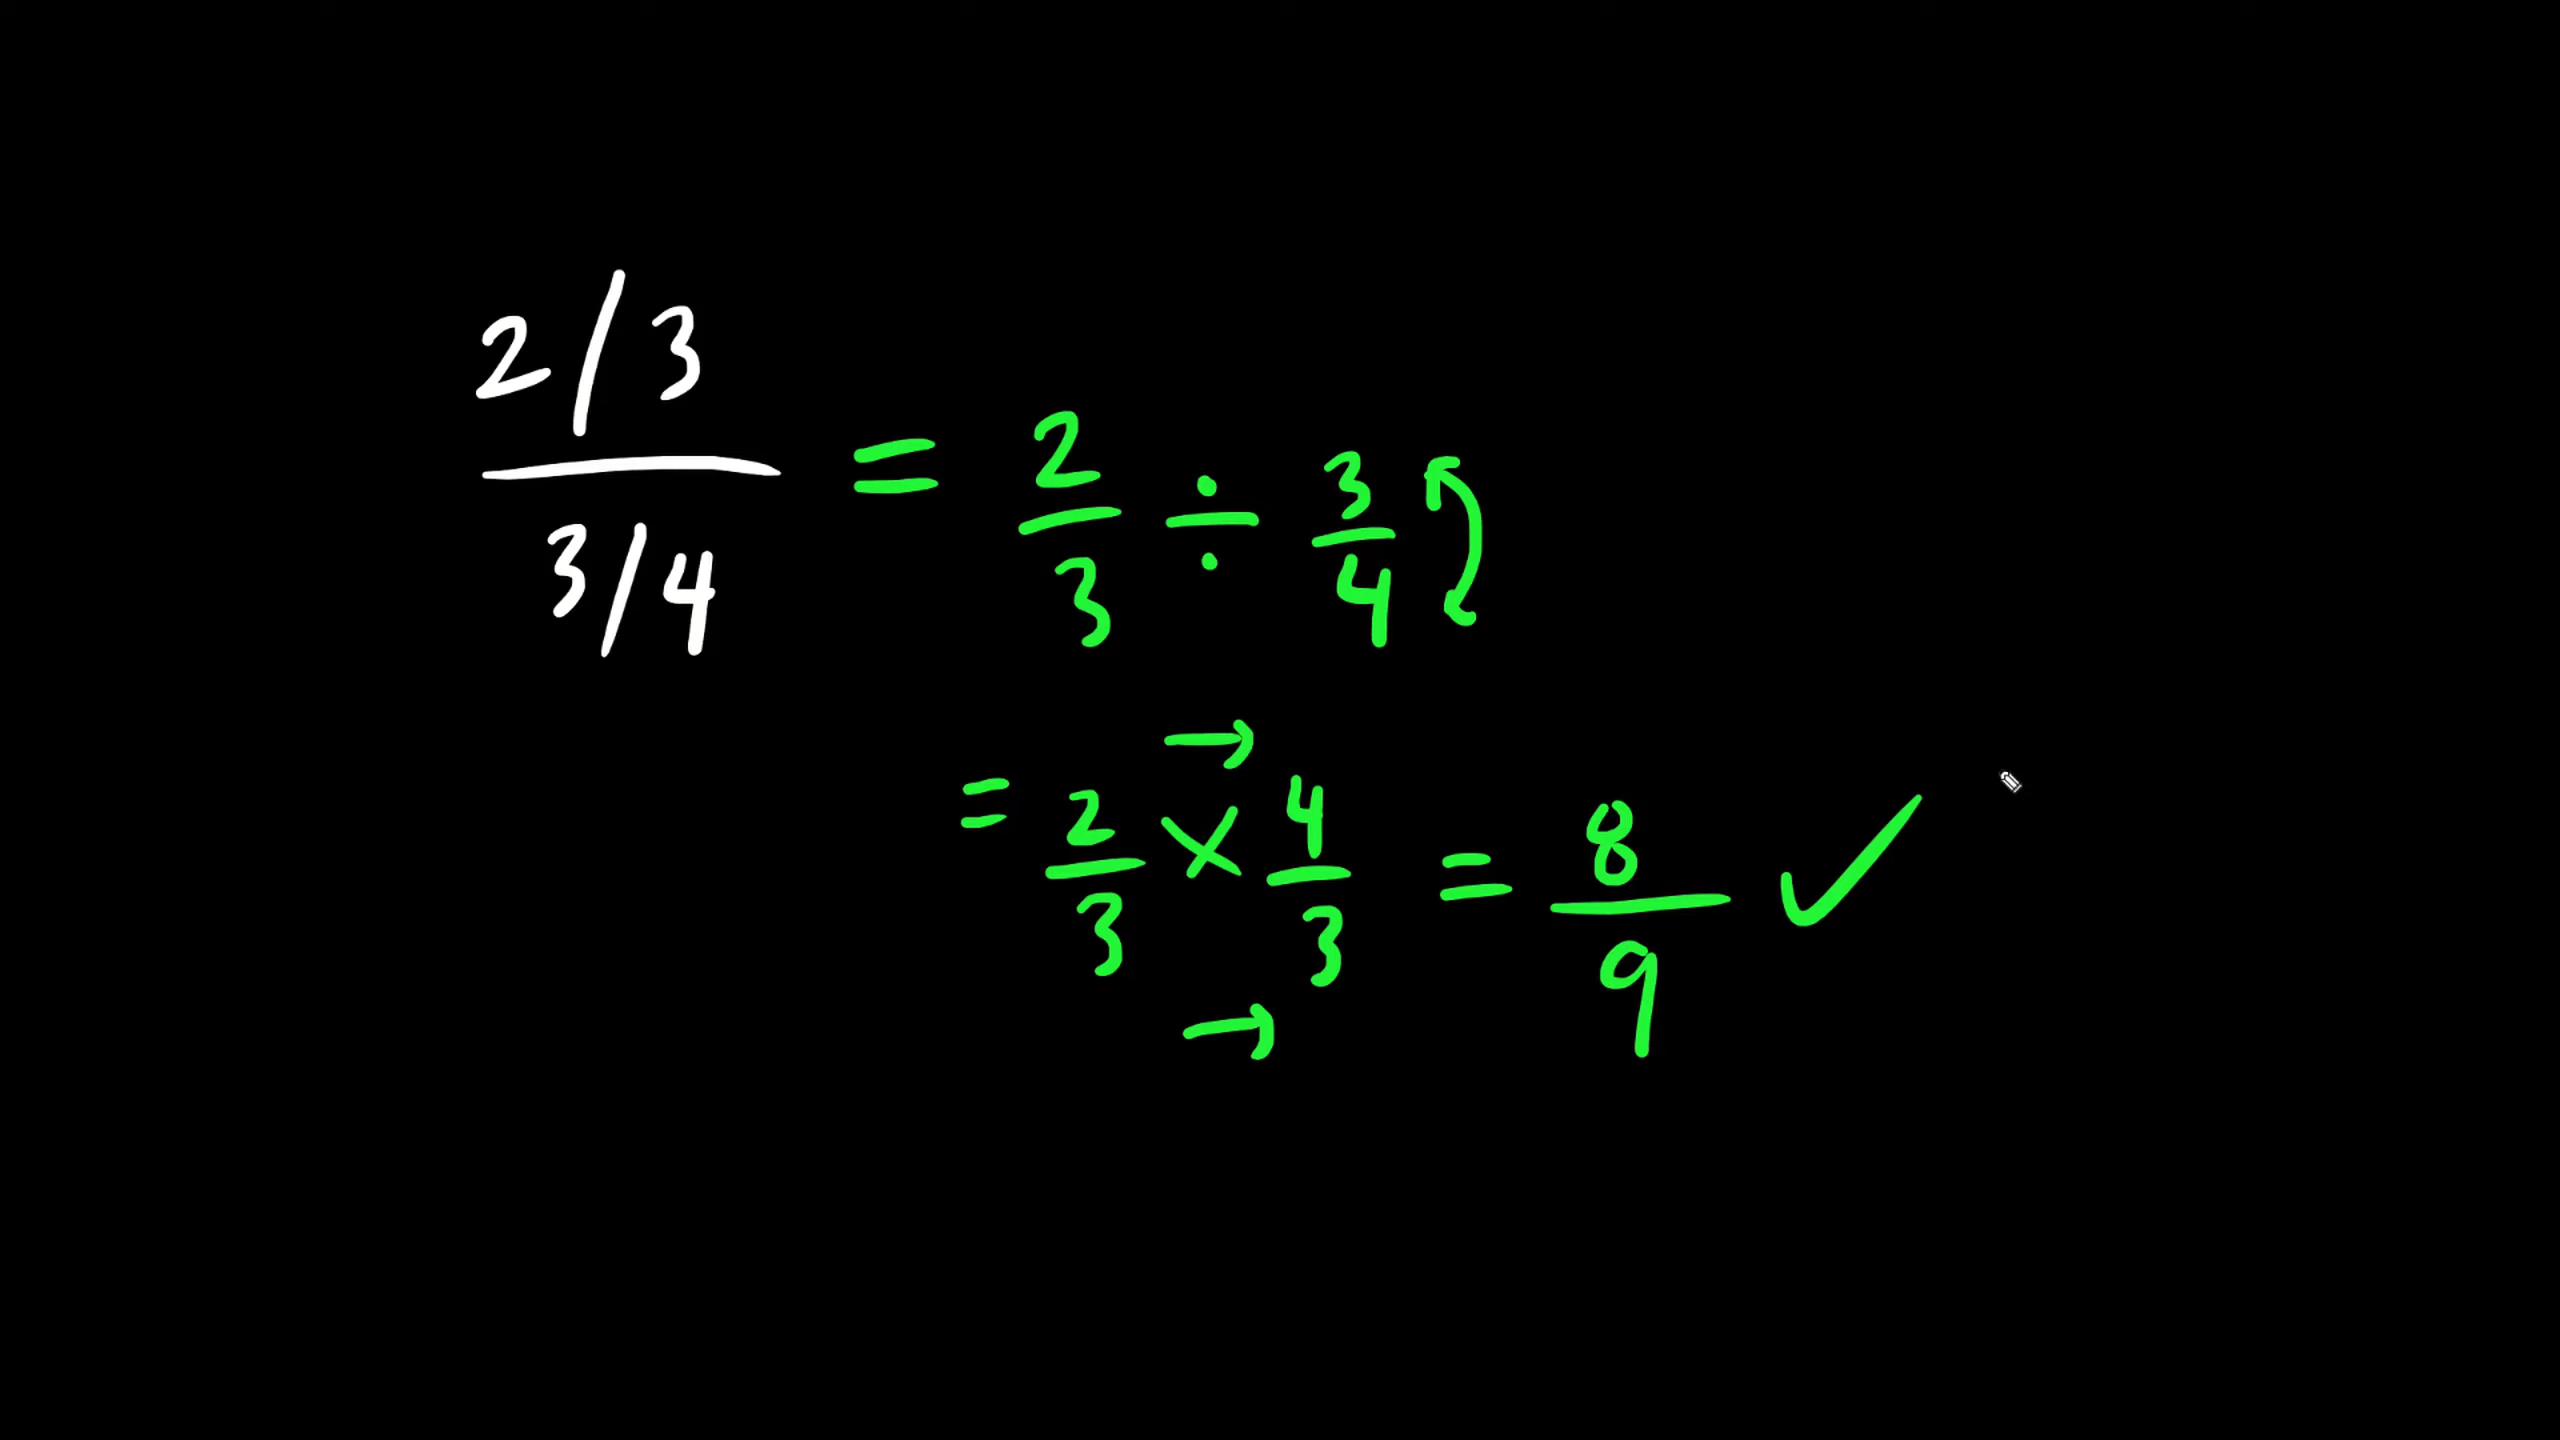 2/3
3/4
= 2/3 ÷ 3/4
= 2/3 × 4/3 = 8/9 ✓